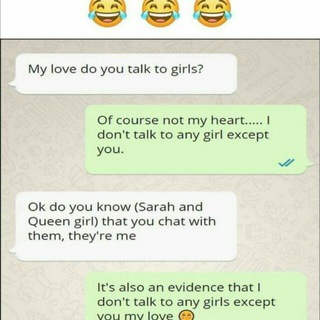 My love do you talk to girls?
Of course not my heart..... I
don't talk to any girl except
you.
Ok do you know (Sarah and
Queen girl) that you chat with
them, they're me
It's also an evidence that I
don't talk to any girls except
you my love 😊